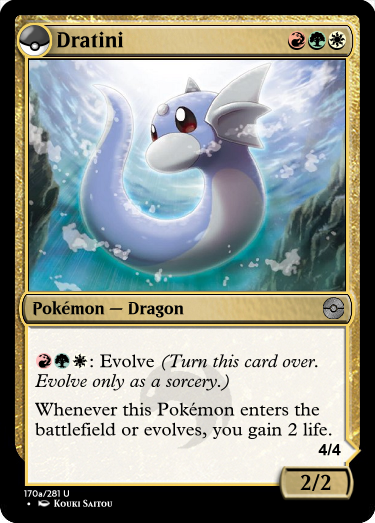 Dratini
Pokémon — Dragon
: Evolve (Turn this card over.
Evolve only as a sorcery.)
Whenever this Pokémon enters the
battlefield or evolves, you gain 2 life.
4/4
2/2
170a/281 U
• Kouki Saitou